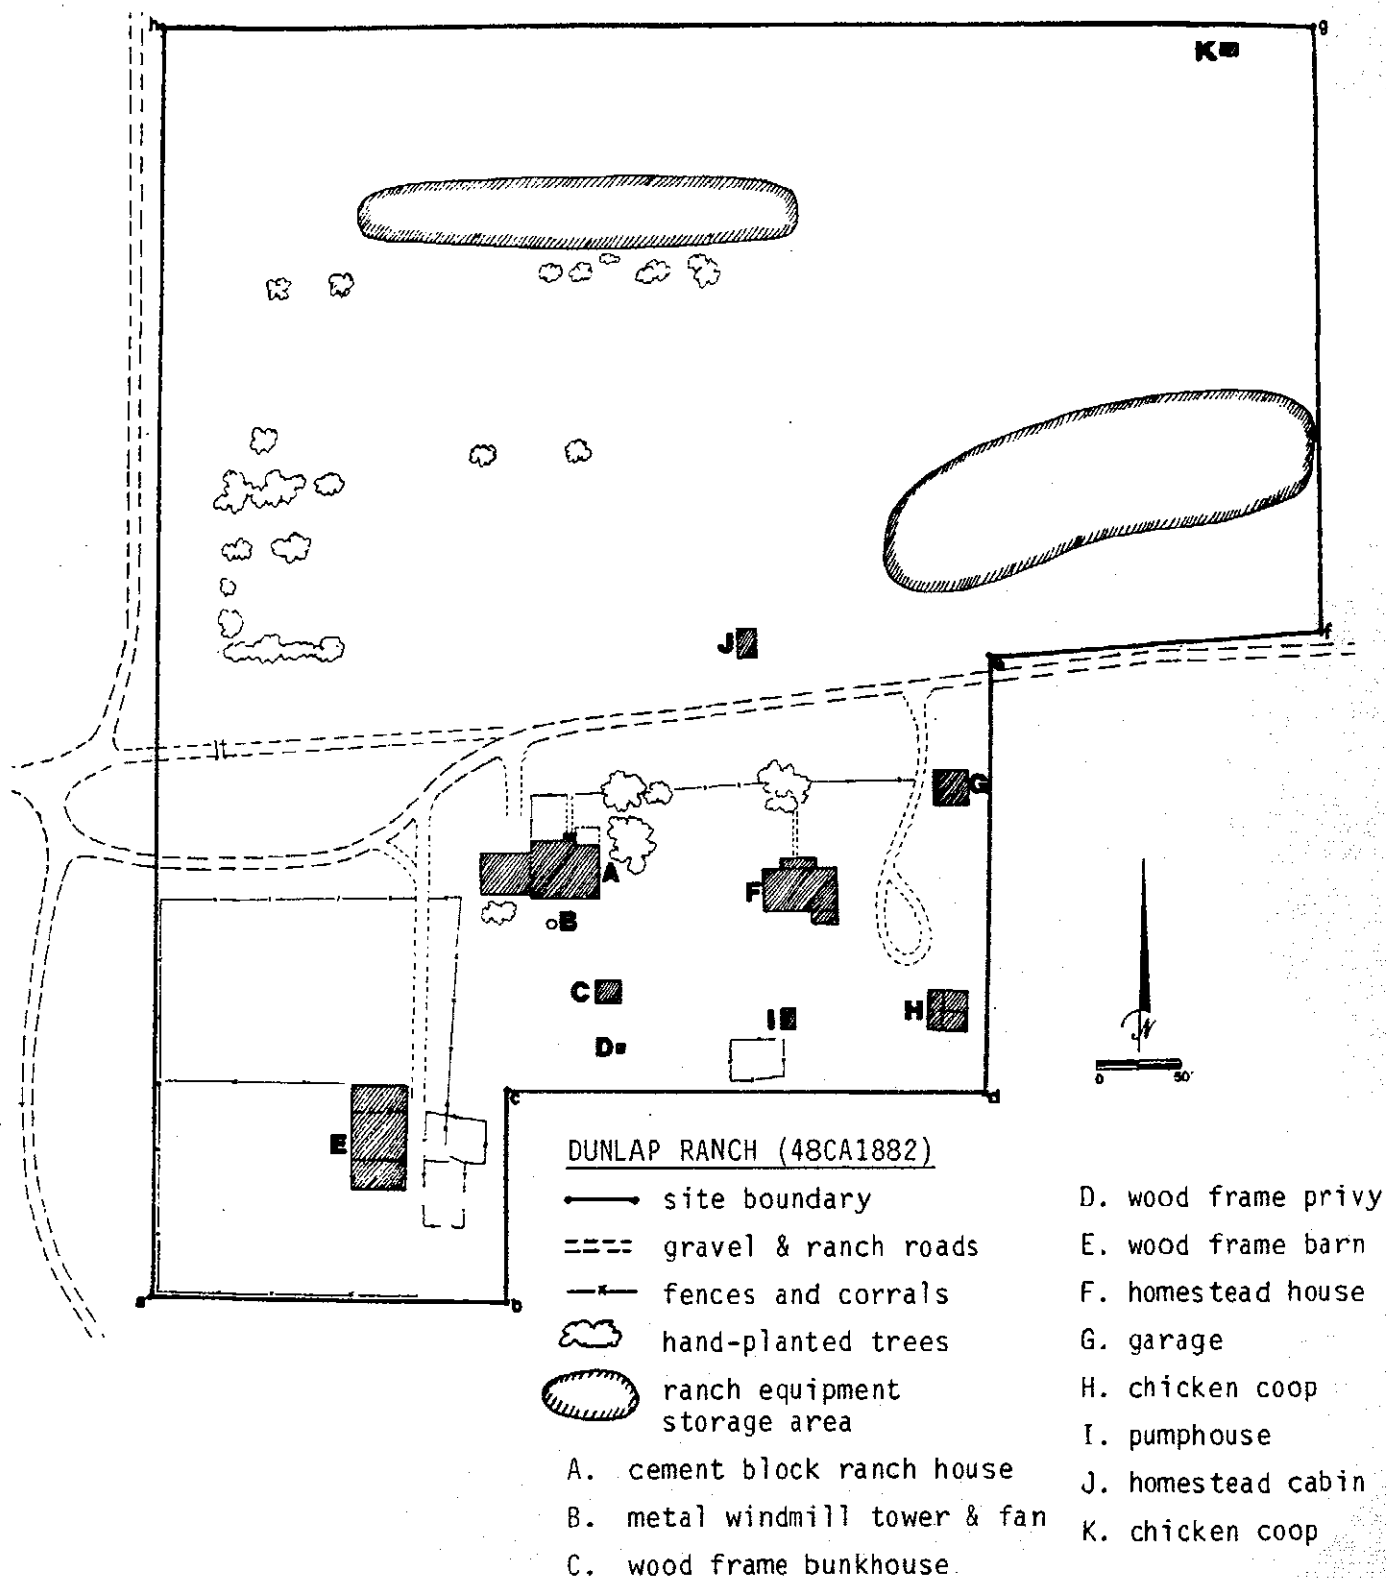 h
g
K
J
f
e
G
A
F
B
C
H
I
D
N
0 50'
c
d
E
a
b
DUNLAP RANCH (48CA1882)
site boundary
gravel & ranch roads
fences and corrals
hand-planted trees
ranch equipment
storage area
A. cement block ranch house
B. metal windmill tower & fan
C. wood frame bunkhouse
D. wood frame privy
E. wood frame barn
F. homestead house
G. garage
H. chicken coop
I. pumphouse
J. homestead cabin
K. chicken coop